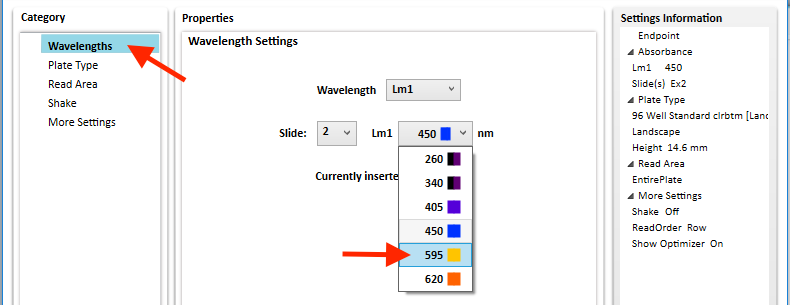 Category
Wavelengths
Plate Type
Read Area
Shake
More Settings
Properties
Wavelength Settings
Wavelength Lm1
Slide: 2 Lm1 450 nm
Currently inserte
260
340
405
450
595
620
Settings Information
Endpoint
Absorbance
Lm1 450
Slide(s) Ex2
Plate Type
96 Well Standard clrbtm [Lanc
Landscape
Height 14.6 mm
Read Area
EntirePlate
More Settings
Shake Off
ReadOrder Row
Show Optimizer On